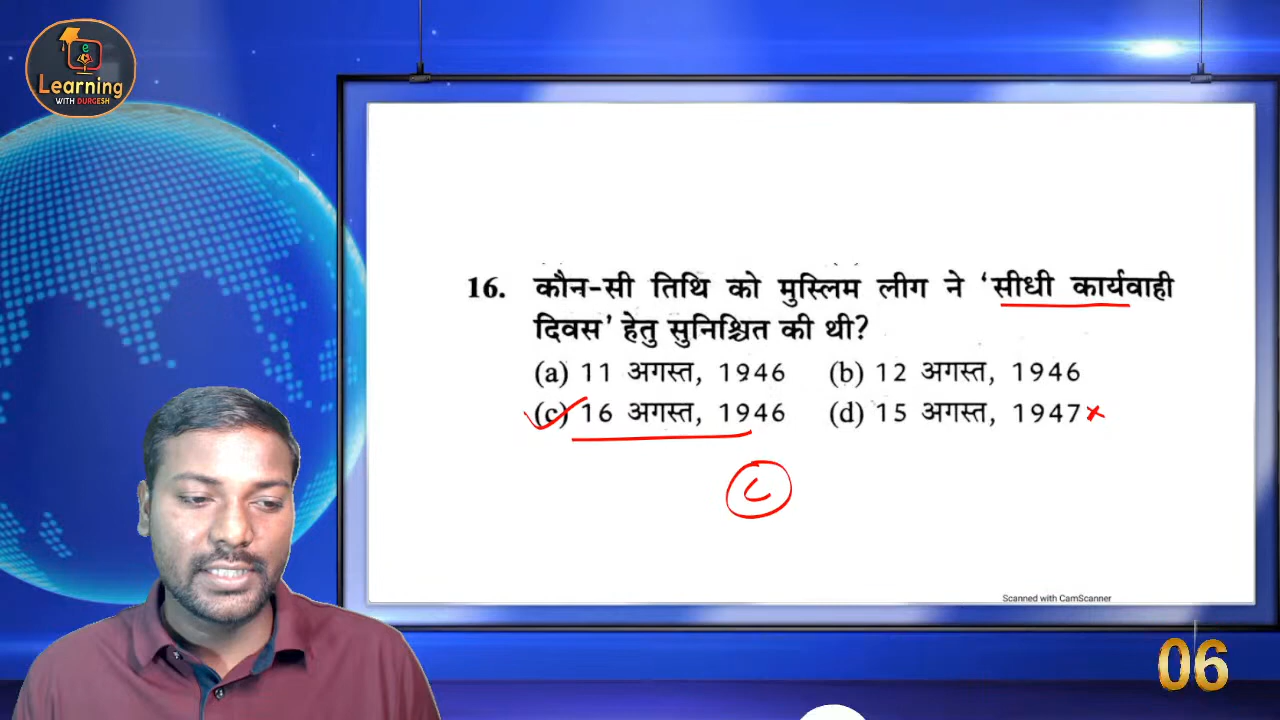 e
Learning
WITH DURGESH
16. कौन-सी तिथि को मुस्लिम लीग ने ‘सीधी कार्यवाही
दिवस’ हेतु सुनिश्चित की थी?
(a) 11 अगस्त, 1946 (b) 12 अगस्त, 1946
(c) 16 अगस्त, 1946 (d) 15 अगस्त, 1947
C
Scanned with CamScanner
06